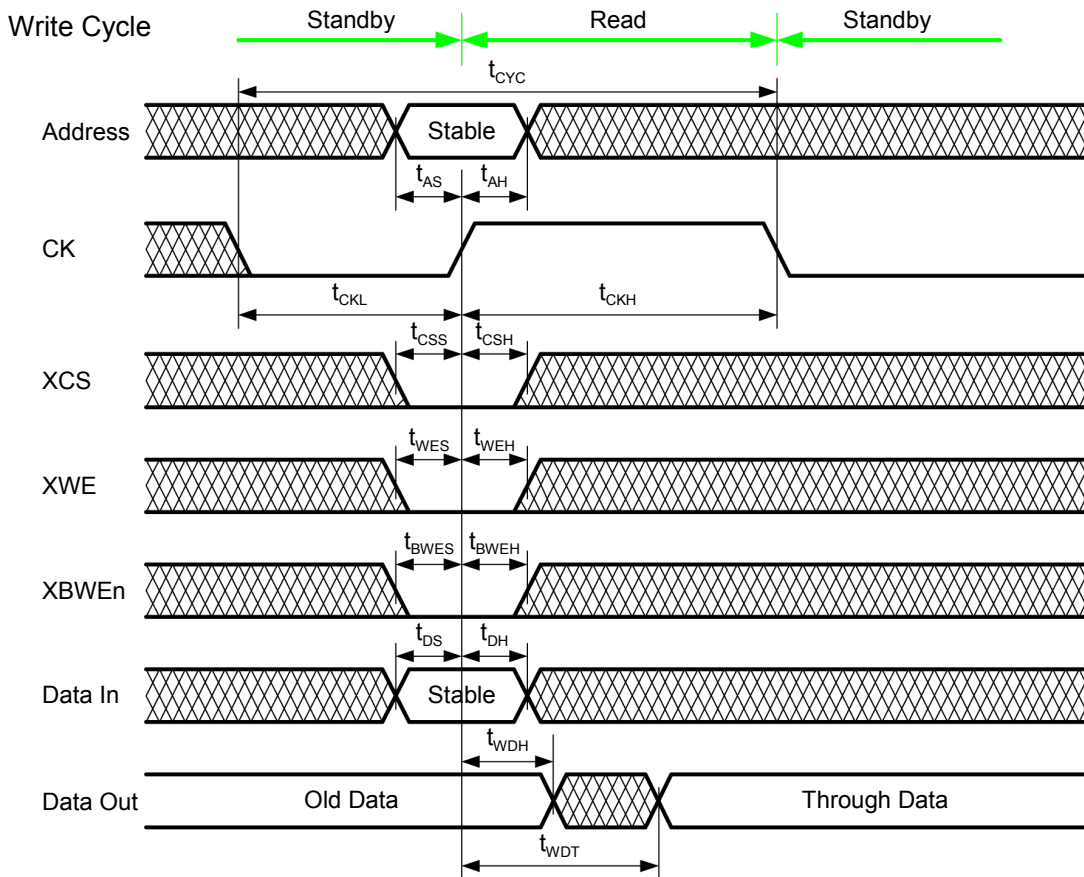 Write Cycle
Standby
Read
Standby
tCYC
Address
Stable
tAS
tAH
CK
tCKL
tCKH
tCSS
tCSH
XCS
tWES
tWEH
XWE
tBWES
tBWEH
XBWEn
tDS
tDH
Data In
Stable
tWDH
Data Out
Old Data
Through Data
tWDT